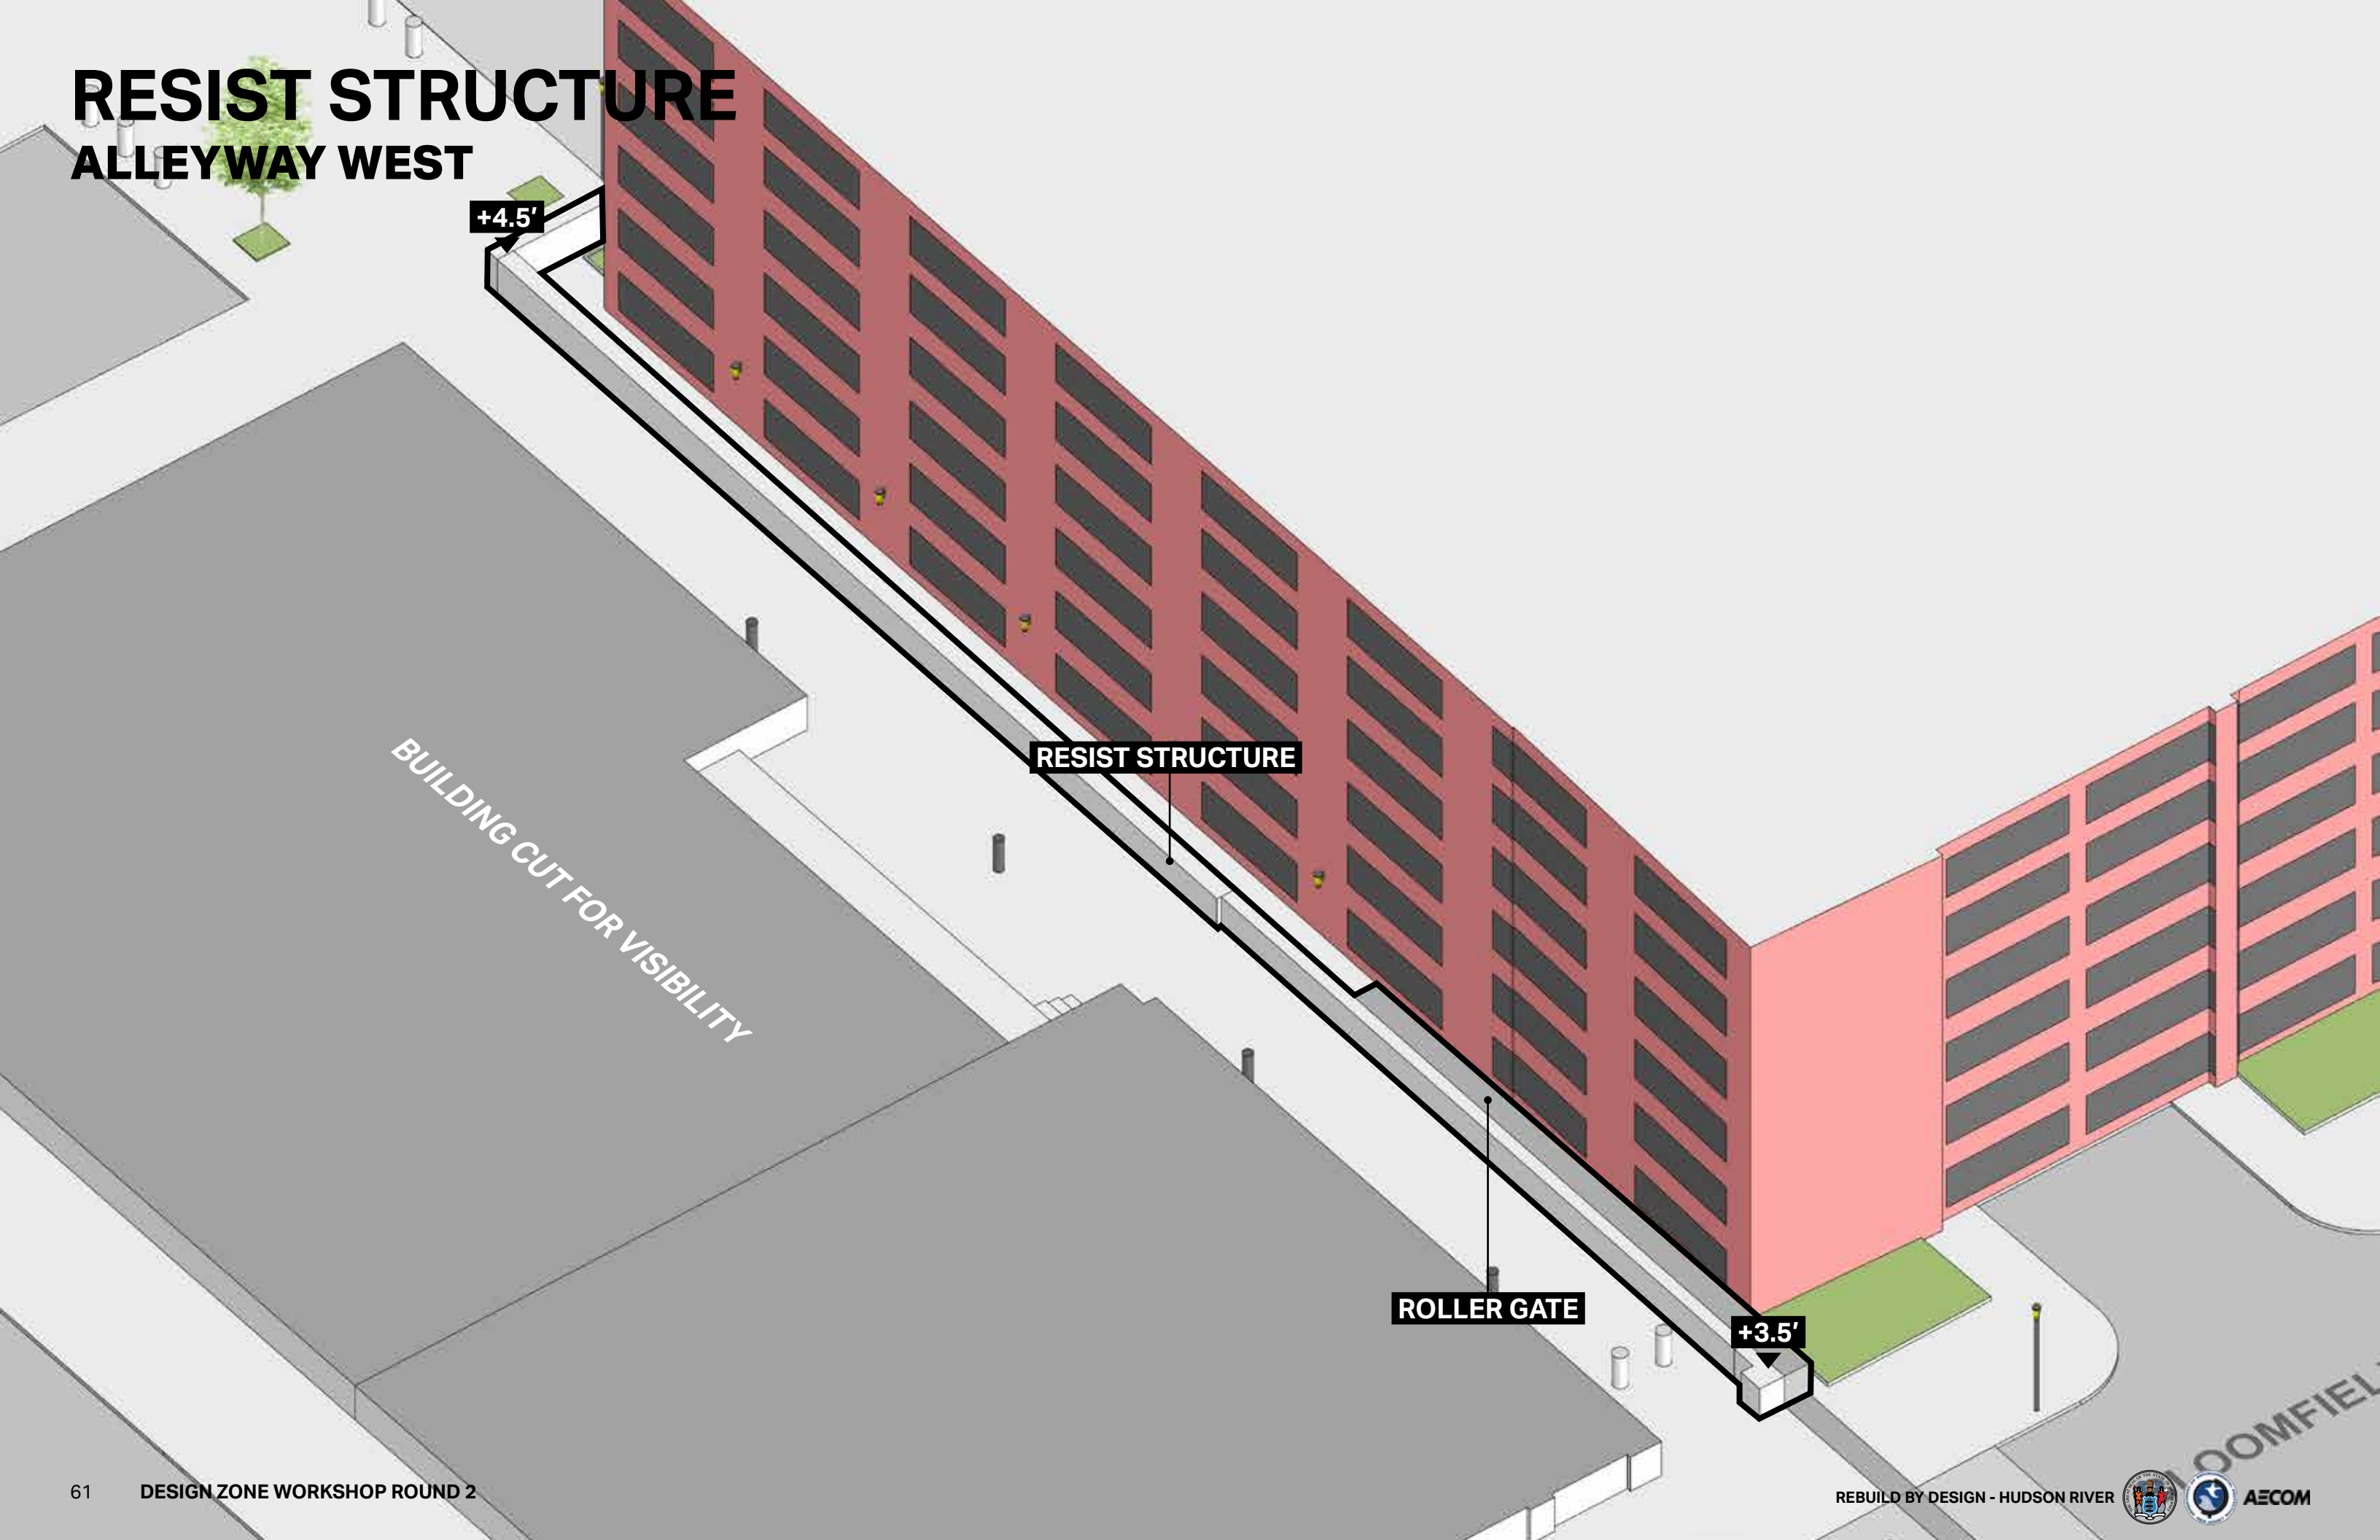 RESIST STRUCTURE
ALLEYWAY WEST
+4.5′
RESIST STRUCTURE
BUILDING CUT FOR VISIBILITY
ROLLER GATE
+3.5′
61 DESIGN ZONE WORKSHOP ROUND 2
REBUILD BY DESIGN - HUDSON RIVER
AECOM